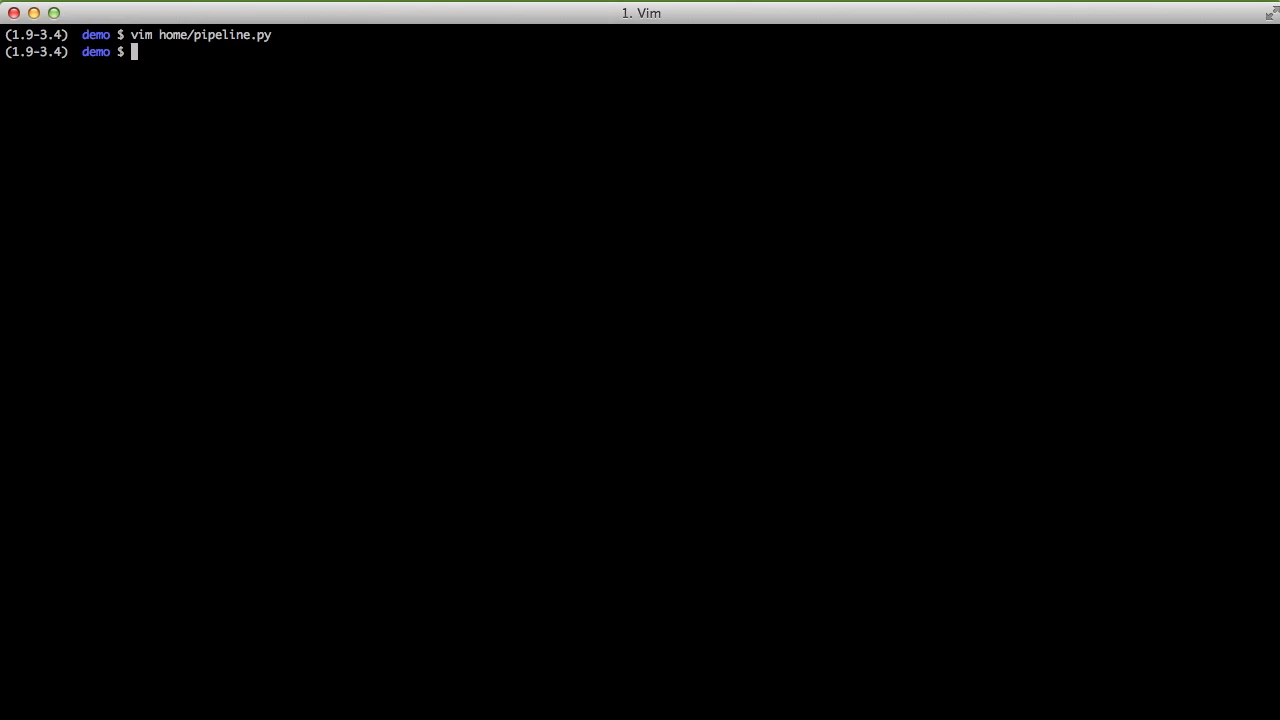 1. Vim
(1.9-3.4) demo $ vim home/pipeline.py
(1.9-3.4) demo $